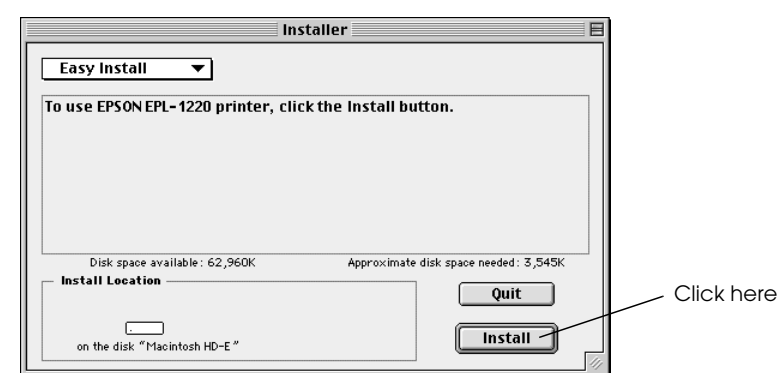 Installer
Easy Install
To use EPSON EPL-1220 printer, click the Install button.
Disk space available: 62,960K Approximate disk space needed: 3,545K
Install Location
on the disk "Macintosh HD-E"
Quit
Install
Click here